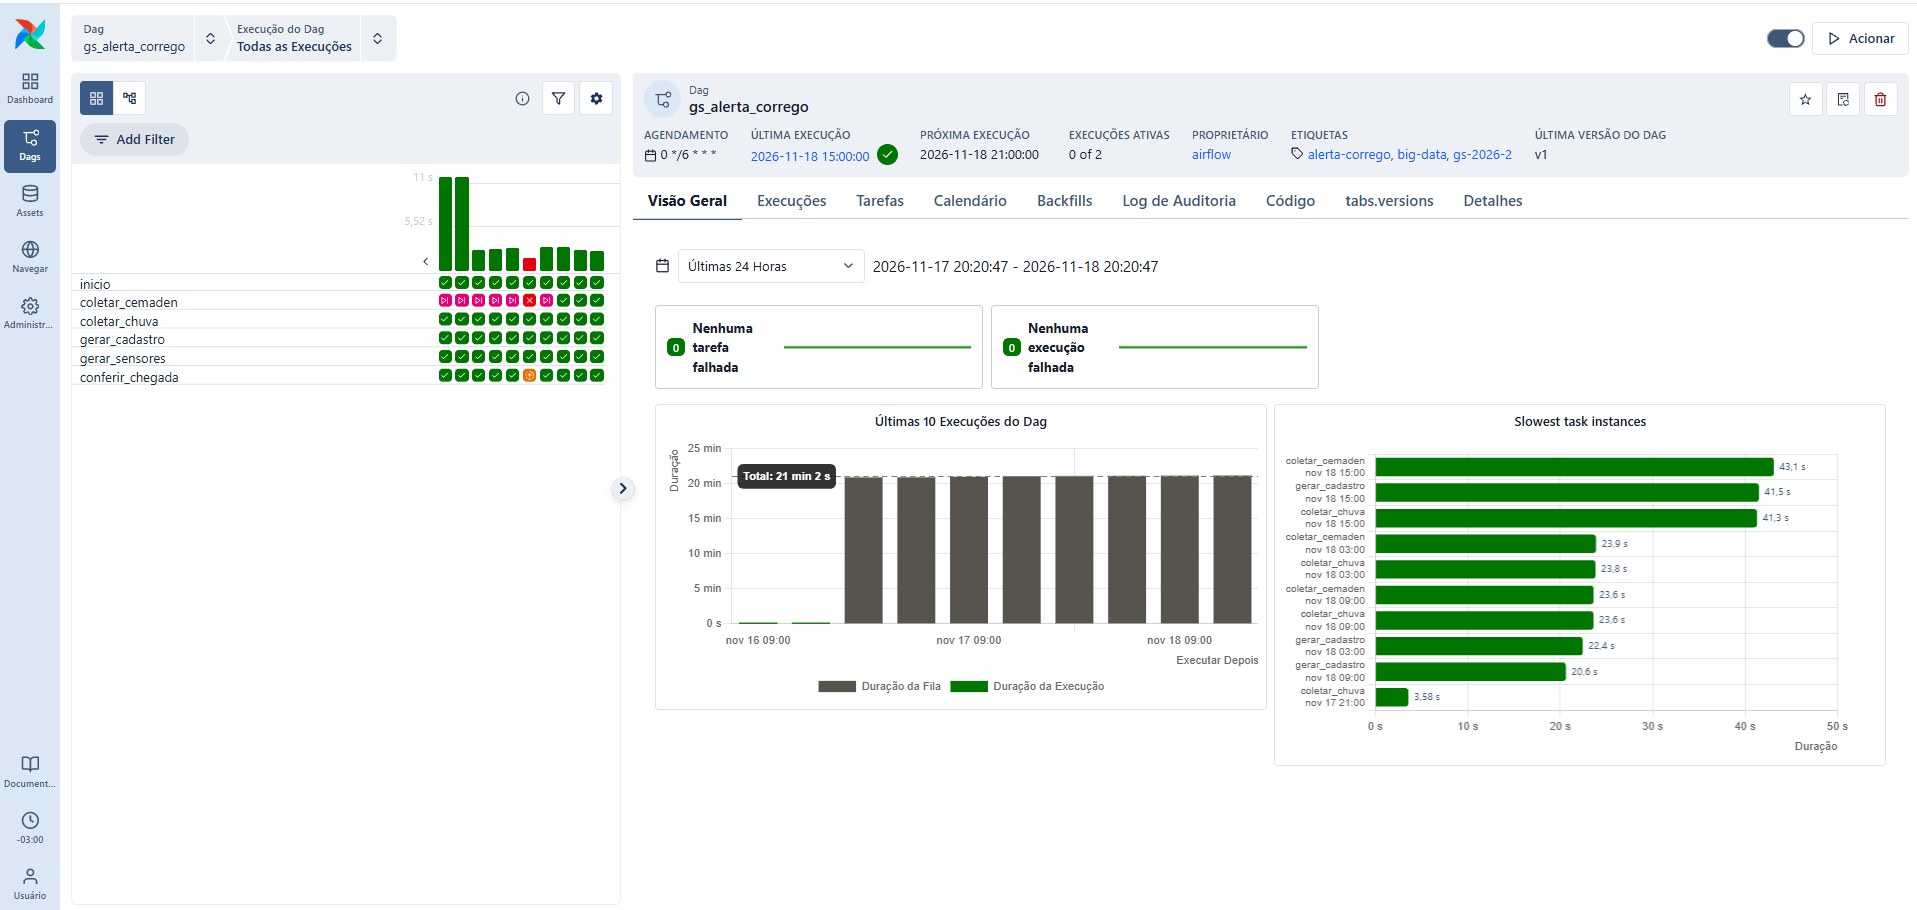 Dag
gs_alerta_corrego
Execução do Dag
Todas as Execuções
Acionar
Dashboard
Dags
Assets
Navegar
Administr...
Document...
-03:00
Usuário
Add Filter
11 s
5,52 s
inicio
coletar_cemaden
coletar_chuva
gerar_cadastro
gerar_sensores
conferir_chegada
Dag
gs_alerta_corrego
AGENDAMENTO
0 */6 * * *
ÚLTIMA EXECUÇÃO
2026-11-18 15:00:00
PRÓXIMA EXECUÇÃO
2026-11-18 21:00:00
EXECUÇÕES ATIVAS
0 of 2
PROPRIETÁRIO
airflow
ETIQUETAS
alerta-corrego, big-data, gs-2026-2
ÚLTIMA VERSÃO DO DAG
v1
Visão Geral
Execuções
Tarefas
Calendário
Backfills
Log de Auditoria
Código
tabs.versions
Detalhes
Últimas 24 Horas
2026-11-17 20:20:47 - 2026-11-18 20:20:47
0
Nenhuma
tarefa
falhada
0
Nenhuma
execução
falhada
Últimas 10 Execuções do Dag
Duração
25 min
20 min
15 min
10 min
5 min
0 s
Total: 21 min 2 s
nov 16 09:00
nov 17 09:00
nov 18 09:00
Executar Depois
Duração da Fila
Duração da Execução
Slowest task instances
coletar_cemaden
nov 18 15:00
43,1 s
gerar_cadastro
nov 18 15:00
41,5 s
coletar_chuva
nov 18 15:00
41,3 s
coletar_cemaden
nov 18 03:00
23,9 s
coletar_chuva
nov 18 03:00
23,8 s
coletar_cemaden
nov 18 09:00
23,6 s
coletar_chuva
nov 18 09:00
23,6 s
gerar_cadastro
nov 18 03:00
22,4 s
gerar_cadastro
nov 18 09:00
20,6 s
coletar_chuva
nov 17 21:00
3,58 s
0 s
10 s
20 s
30 s
40 s
50 s
Duração